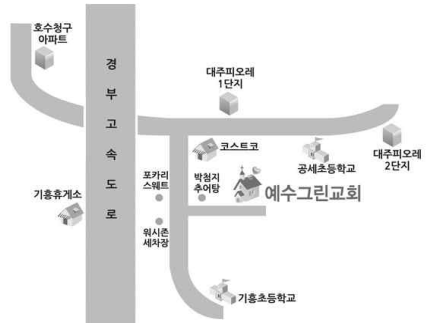 호수청구
아파트
경부고속도로
대주피오레
1단지
코스트코
공세초등학교
대주피오레
2단지
포카리
스웨트
박첨지
추어탕
예수그린교회
기흥휴게소
워시존
세차장
기흥초등학교